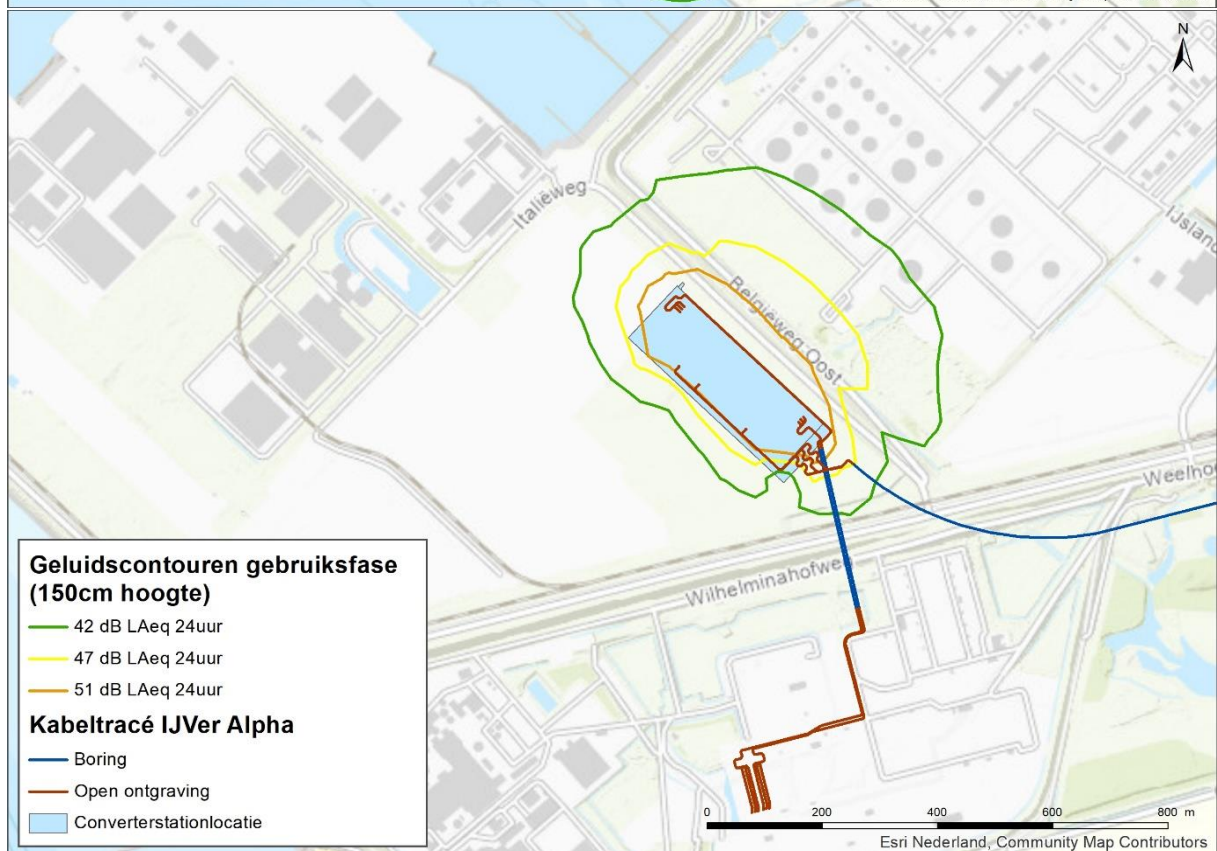 N
Italiëweg
IJsland
Belgiëweg Oost
Weelhoe
Wilhelminahofweg
Geluidscontouren gebruiksfase
(150cm hoogte)
42 dB LAeq 24uur
47 dB LAeq 24uur
51 dB LAeq 24uur
Kabeltracé IJVer Alpha
Boring
Open ontgraving
Converterstationlocatie
0 200 400 600 800 m
Esri Nederland, Community Map Contributors